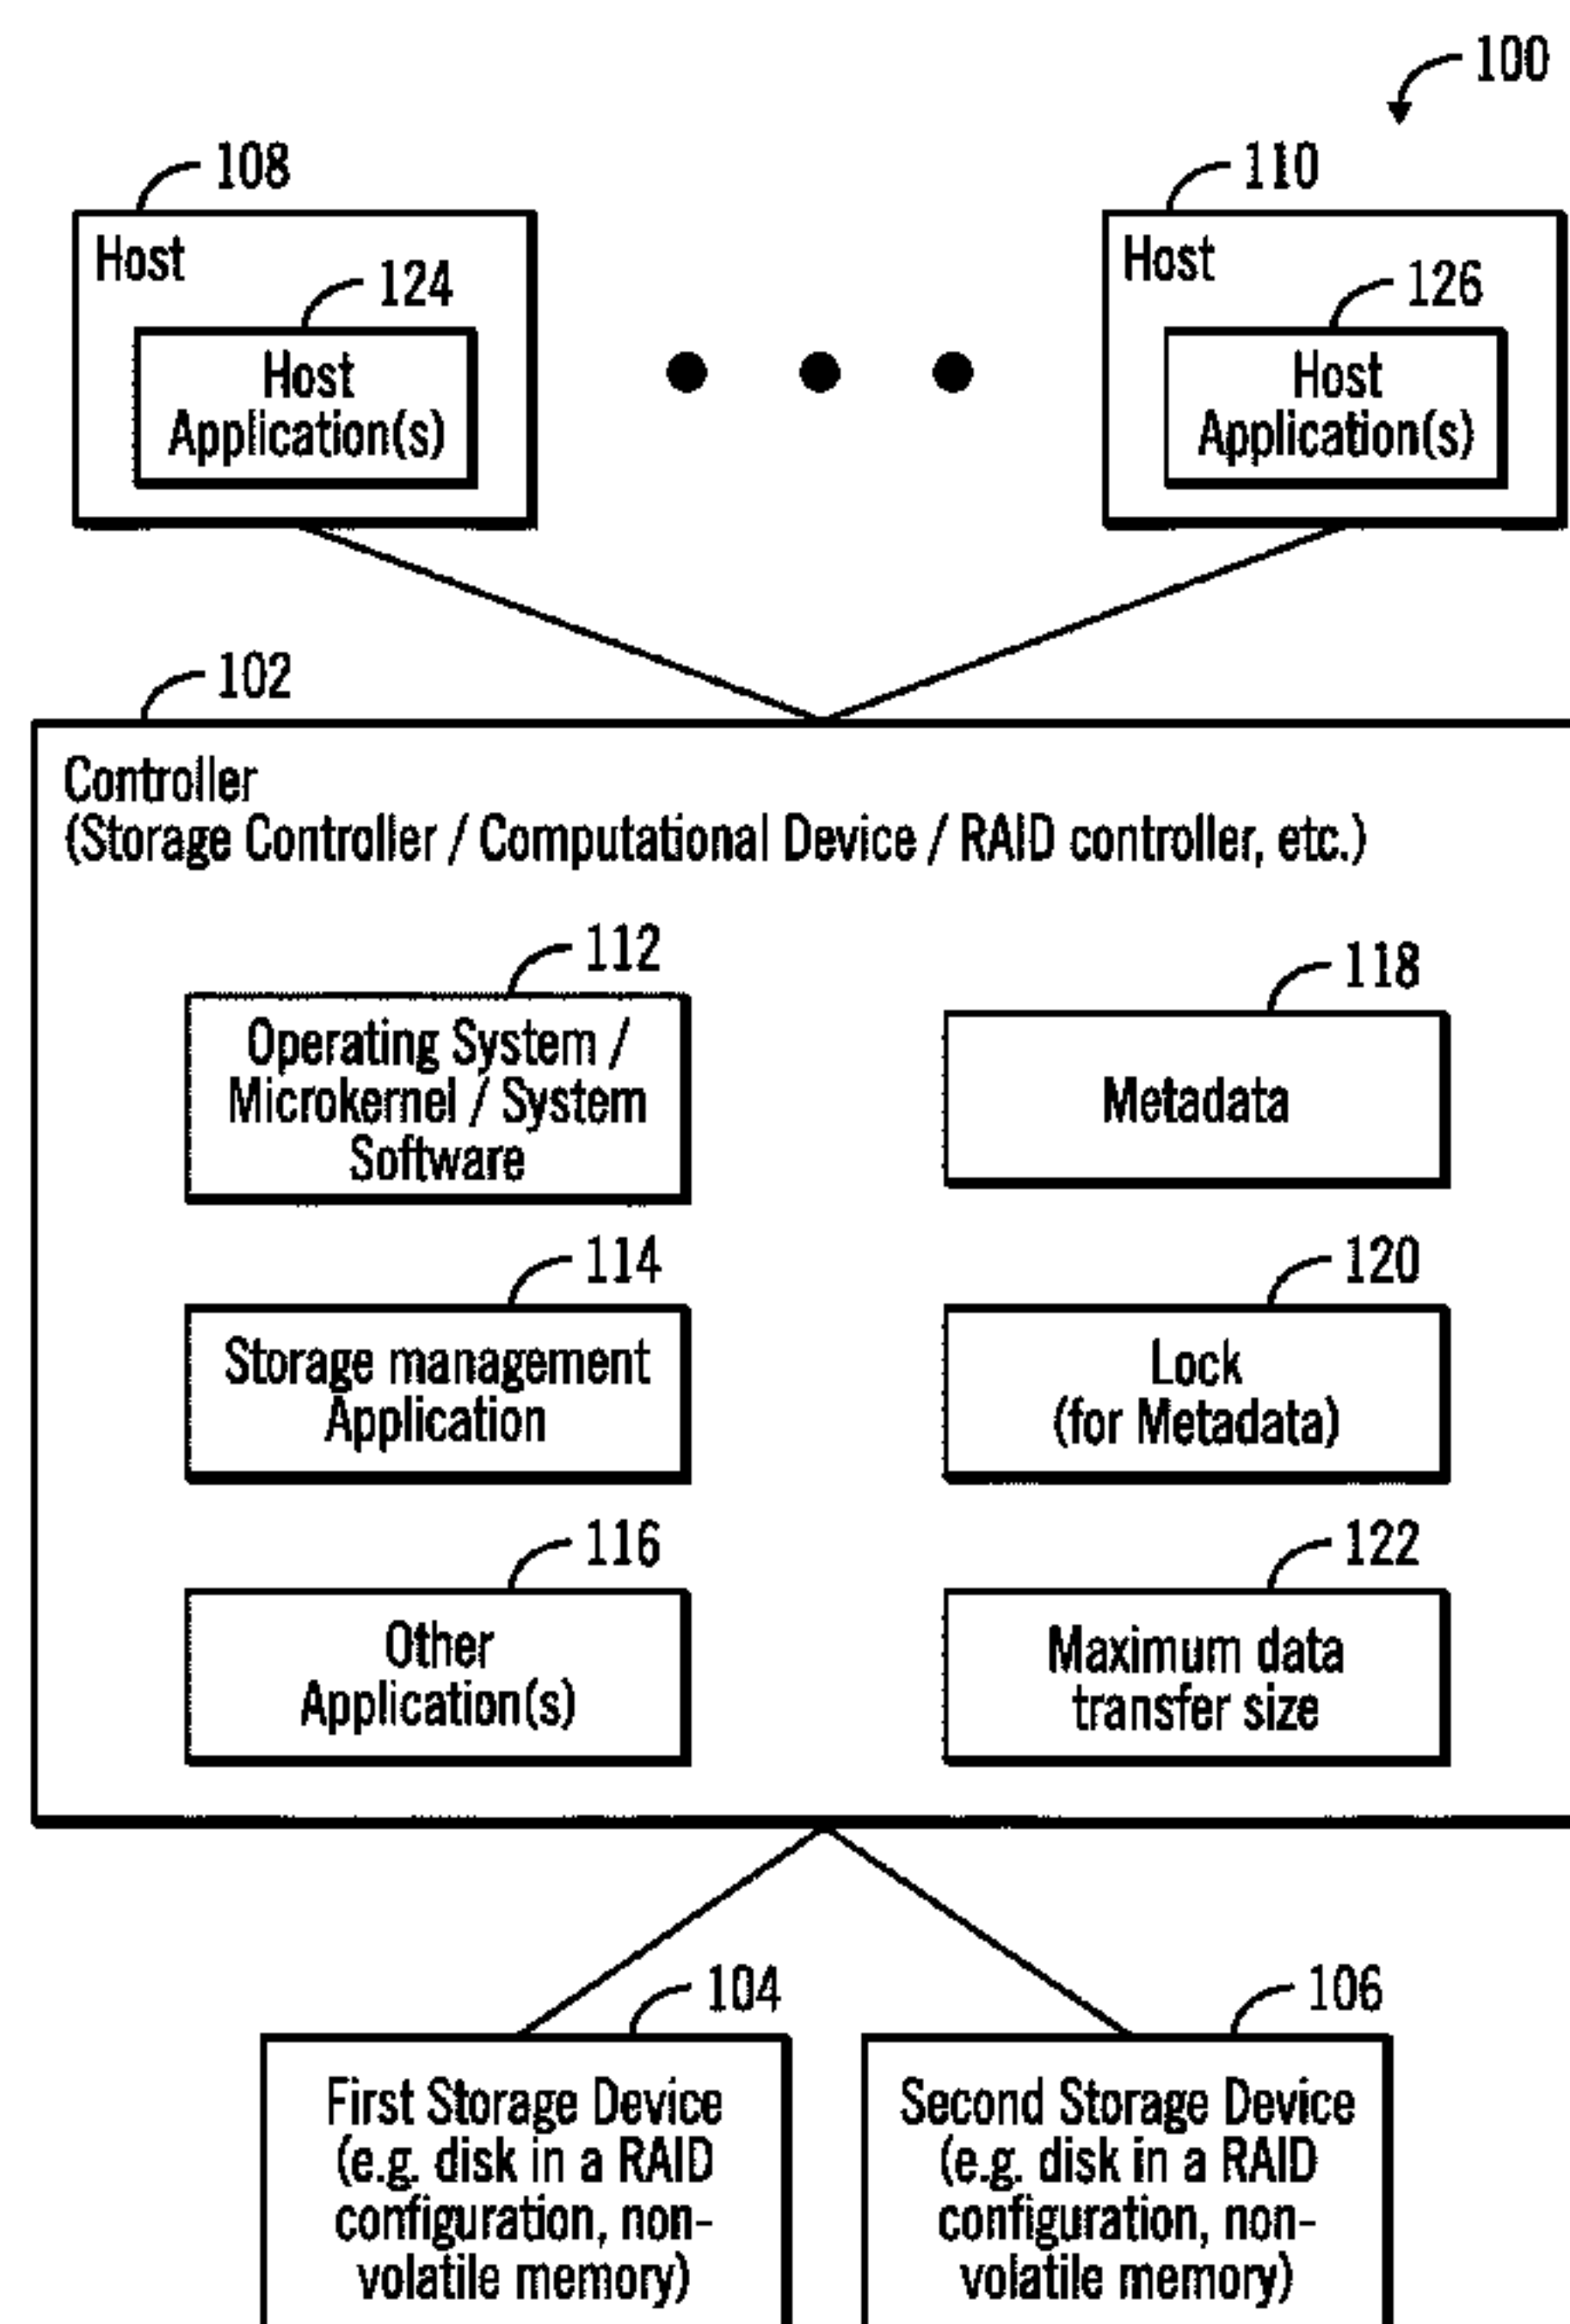 100
108
110
Host
Host
124
126
Host
Application(s)
Host
Application(s)
102
Controller
(Storage Controller / Computational Device / RAID controller, etc.)
112
118
Operating System /
Microkernel / System
Software
Metadata
114
120
Storage management
Application
Lock
(for Metadata)
116
122
Other
Application(s)
Maximum data
transfer size
104
106
First Storage Device
(e.g. disk in a RAID
configuration, non-
volatile memory)
Second Storage Device
(e.g. disk in a RAID
configuration, non-
volatile memory)